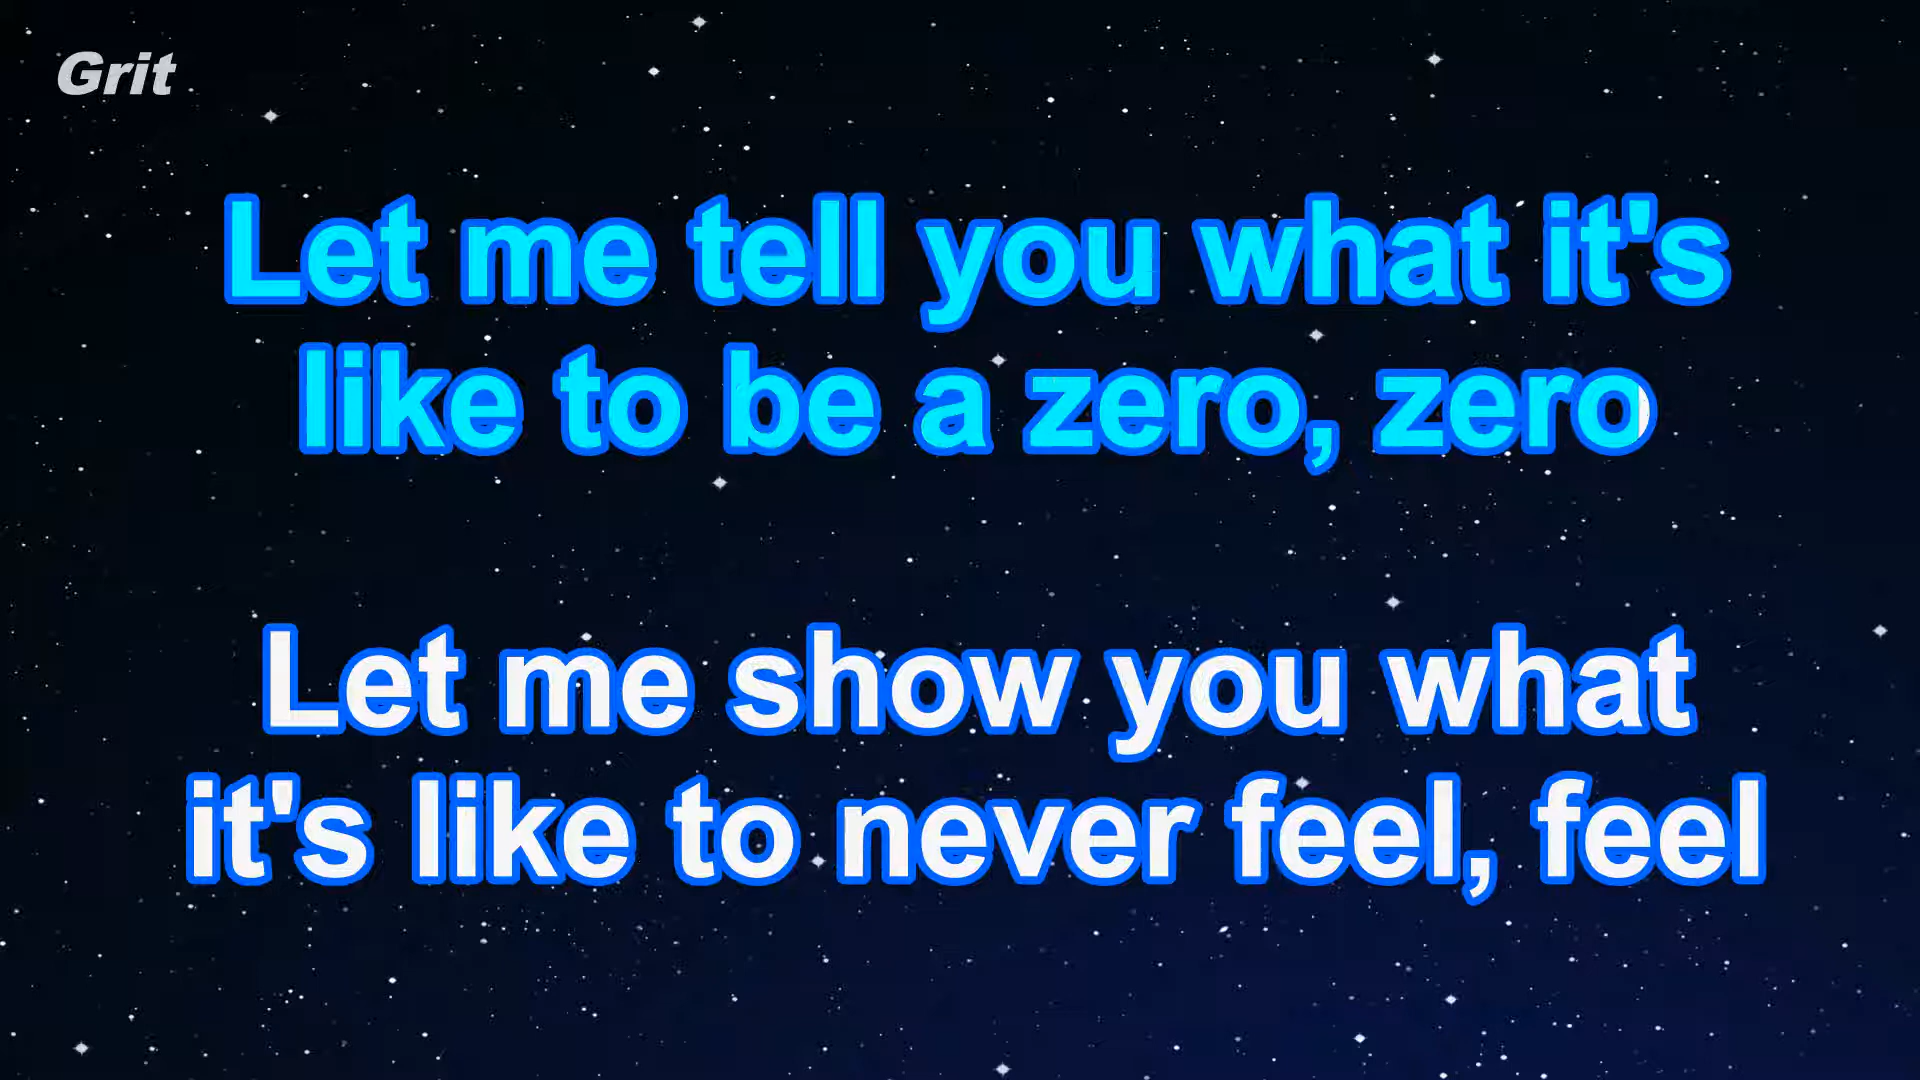 Grit
Let me tell you what it's
like to be a zero, zero
Let me show you what
it's like to never feel, feel